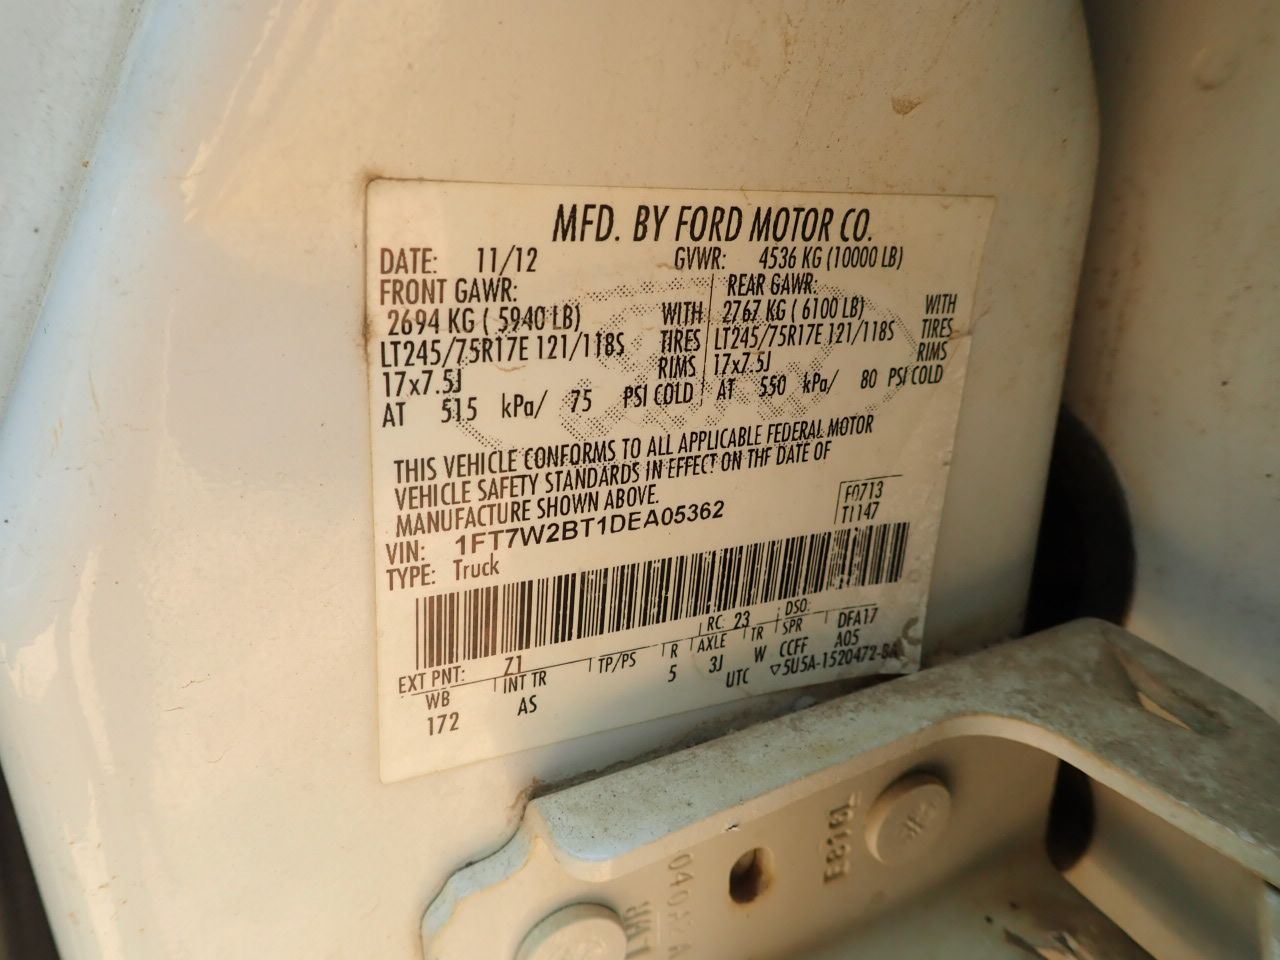 MFD. BY FORD MOTOR CO.
DATE: 11/12 GVWR: 4536 KG (10000 LB)
FRONT GAWR: REAR GAWR:
2694 KG ( 5940 LB) WITH 2767 KG ( 6100 LB) WITH
LT245/75R17E 121/118S TIRES LT245/75R17E 121/118S TIRES
17x7.5J RIMS 17x7.5J RIMS
AT 515 kPa/ 75 PSI COLD AT 550 kPa/ 80 PSI COLD
THIS VEHICLE CONFORMS TO ALL APPLICABLE FEDERAL MOTOR
VEHICLE SAFETY STANDARDS IN EFFECT ON THE DATE OF
MANUFACTURE SHOWN ABOVE.
VIN: 1FT7W2BT1DEA05362
F0713
T1147
TYPE: Truck
RC: 23 DSO:
EXT PNT: Z1 TP/PS R AXLE TR SPR DFA17
WB INT TR 5 3J W CCFF A05
172 AS UTC ▽5U5A-1520472-BA
E8T6L